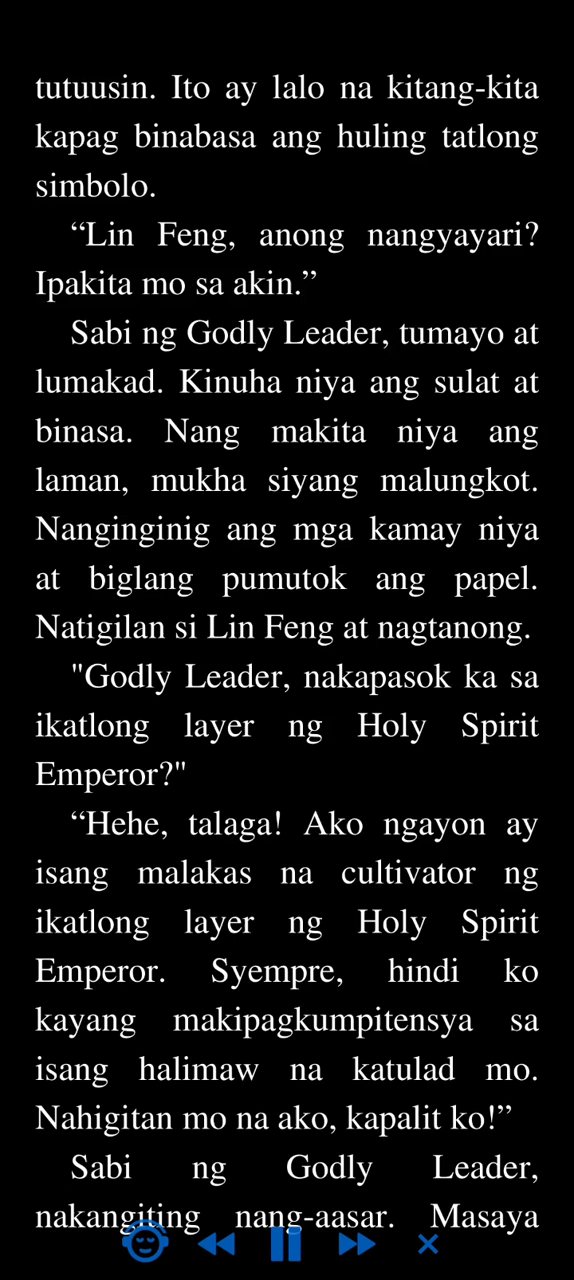 tutuusin. Ito ay lalo na kitang-kita
kapag binabasa ang huling tatlong
simbolo.
“Lin Feng, anong nangyayari?
Ipakita mo sa akin.”
Sabi ng Godly Leader, tumayo at
lumakad. Kinuha niya ang sulat at
binasa. Nang makita niya ang
laman, mukha siyang malungkot.
Nanginginig ang mga kamay niya
at biglang pumutok ang papel.
Natigilan si Lin Feng at nagtanong.
"Godly Leader, nakapasok ka sa
ikatlong layer ng Holy Spirit
Emperor?"
“Hehe, talaga! Ako ngayon ay
isang malakas na cultivator ng
ikatlong layer ng Holy Spirit
Emperor. Syempre, hindi ko
kayang makipagkumpitensya sa
isang halimaw na katulad mo.
Nahigitan mo na ako, kapalit ko!”
Sabi ng Godly Leader,
nakangiting nang-aasar. Masaya